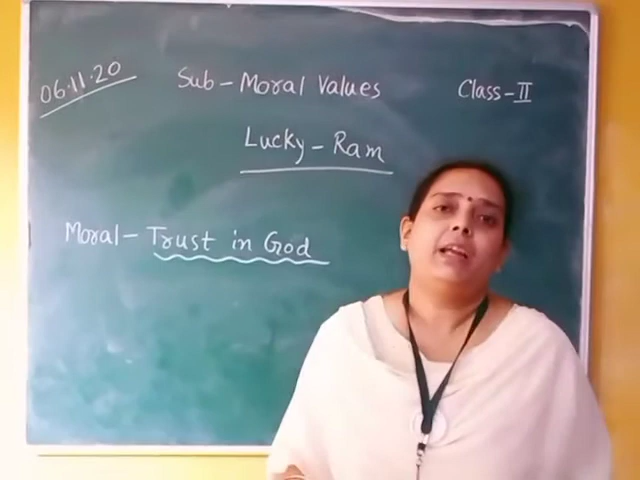 06.11.20 Sub - Moral Values Class - II
Lucky - Ram
Moral - Trust in God